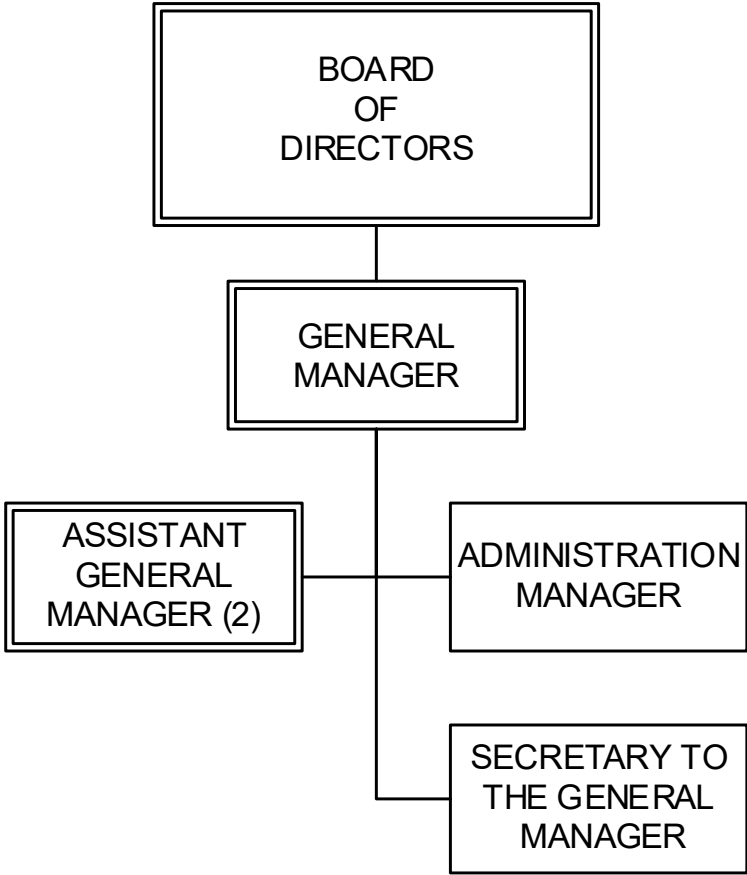 BOARD
OF
DIRECTORS
GENERAL
MANAGER
ASSISTANT
GENERAL
MANAGER (2)
ADMINISTRATION
MANAGER
SECRETARY TO
THE GENERAL
MANAGER